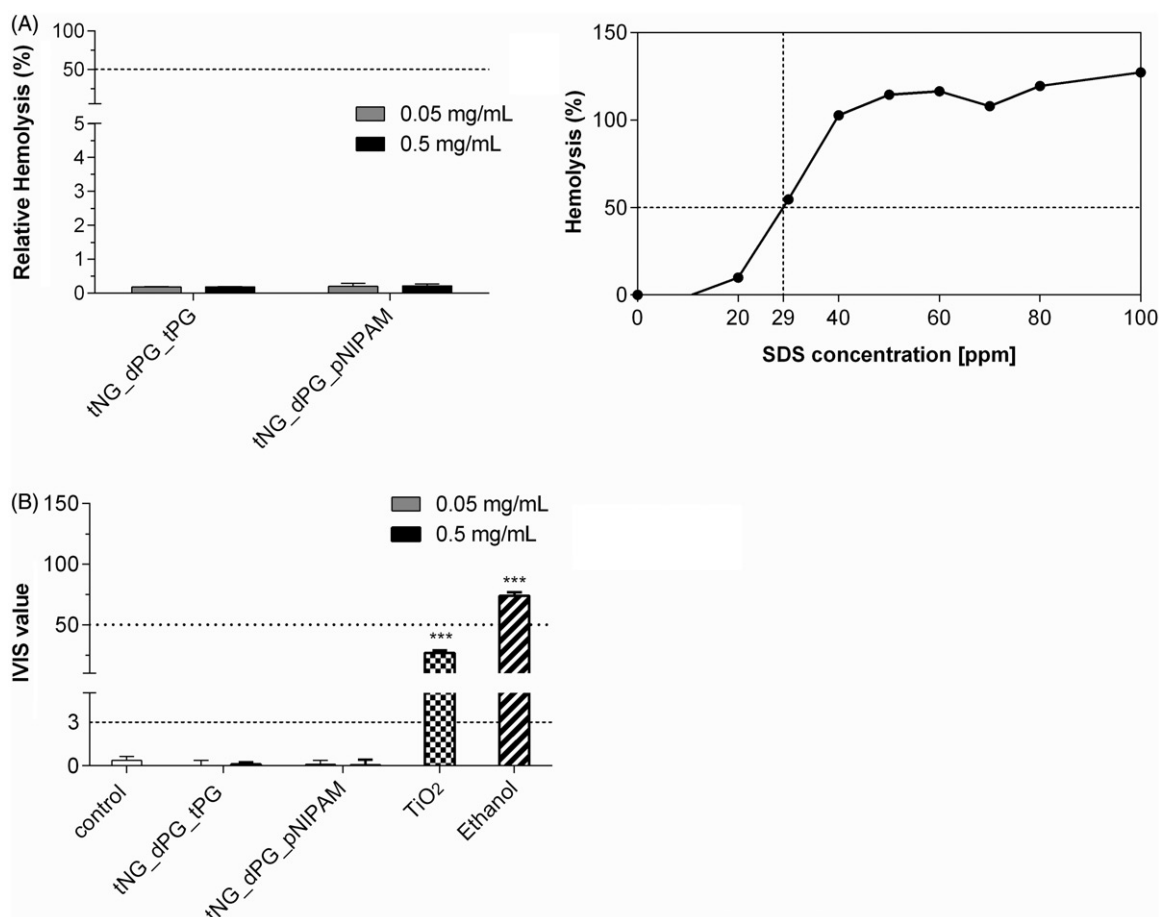 (A)
100
50
5
4
3
2
1
0
Relative Hemolysis (%)
0.05 mg/mL
0.5 mg/mL
tNG_dPG_tPG
tNG_dPG_pNIPAM
150
100
50
0
Hemolysis (%)
0 20 29 40 60 80 100
SDS concentration [ppm]
(B)
150
100
50
3
0
IVIS value
0.05 mg/mL
0.5 mg/mL
***
***
control
tNG_dPG_tPG
tNG_dPG_pNIPAM
TiO₂
Ethanol